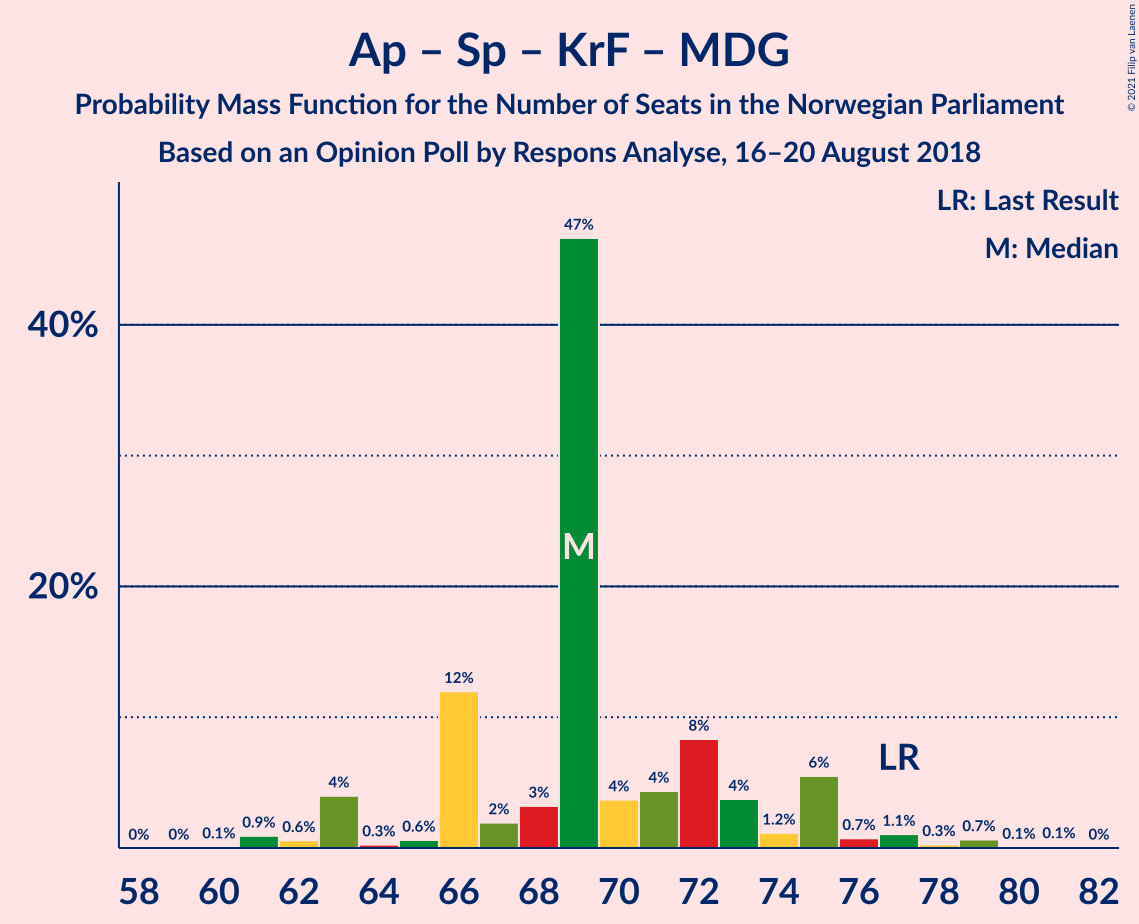 Ap – Sp – KrF – MDG
Probability Mass Function for the Number of Seats in the Norwegian Parliament
Based on an Opinion Poll by Respons Analyse, 16–20 August 2018
© 2021 Filip van Laenen
LR: Last Result
M: Median
40%
20%
0% 0% 0.1% 0.9% 0.6% 4% 0.3% 0.6% 12% 2% 3% 47% 4% 4% 8% 4% 1.2% 6% 0.7% 1.1% 0.3% 0.7% 0.1% 0.1% 0%
M
LR
58 60 62 64 66 68 70 72 74 76 78 80 82